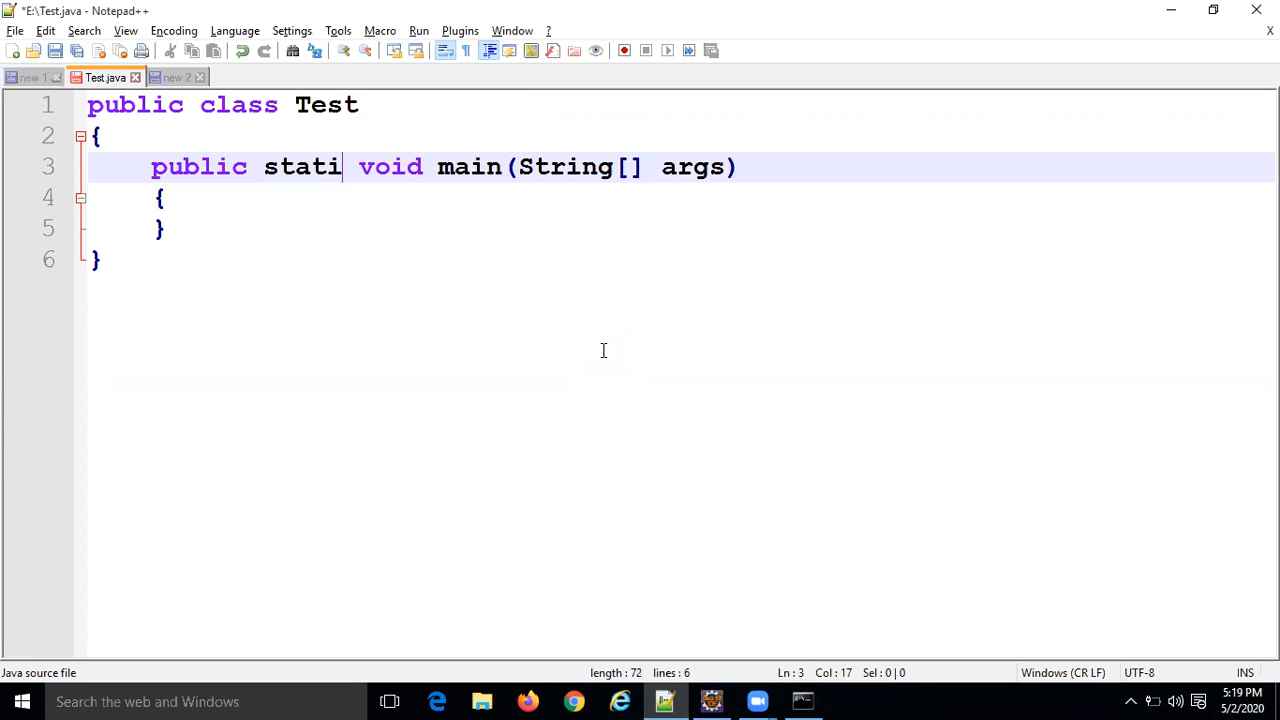 *E:\Test.java - Notepad++
File Edit Search View Encoding Language Settings Tools Macro Run Plugins Window ? X
new 1 Test.java new 2
1 public class Test
2 {
3 public stati void main(String[] args)
4 {
5 }
6 }
Java source file length : 72 lines : 6 Ln : 3 Col : 17 Sel : 0 | 0 Windows (CR LF) UTF-8 INS
Search the web and Windows 5:19 PM
5/2/2020